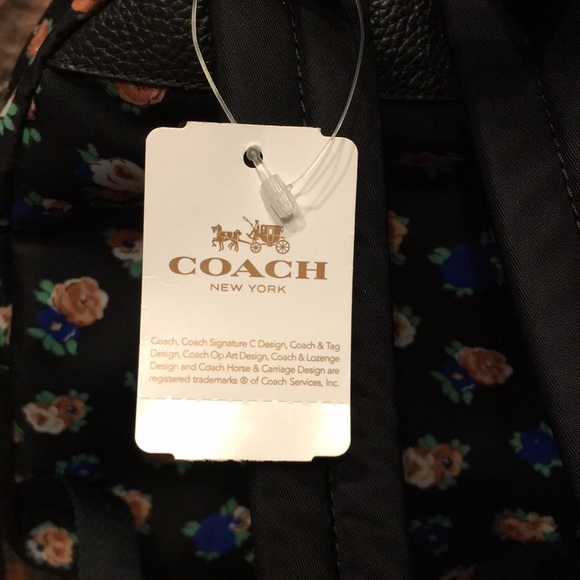 COACH
NEW YORK
Coach, Coach Signature C Design, Coach & Tag
Design, Coach Op Art Design, Coach & Lozenge
Design and Coach Horse & Carriage Design are
registered trademarks ® of Coach Services, Inc.